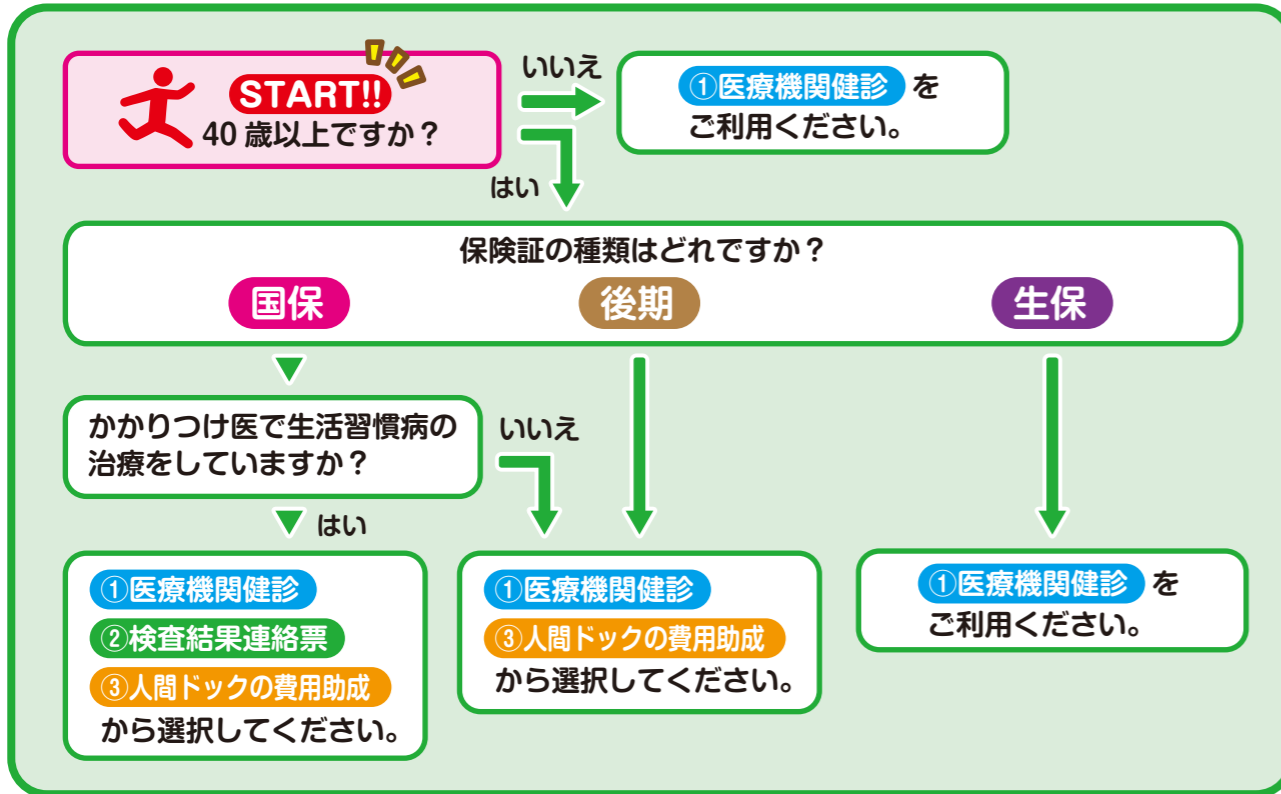 START!!
40歳以上ですか？
いいえ
①医療機関健診 を
ご利用ください。
はい
保険証の種類はどれですか？
国保
後期
生保
かかりつけ医で生活習慣病の
治療をしていますか？
いいえ
はい
①医療機関健診
②検査結果連絡票
③人間ドックの費用助成
から選択してください。
①医療機関健診
③人間ドックの費用助成
から選択してください。
①医療機関健診 を
ご利用ください。